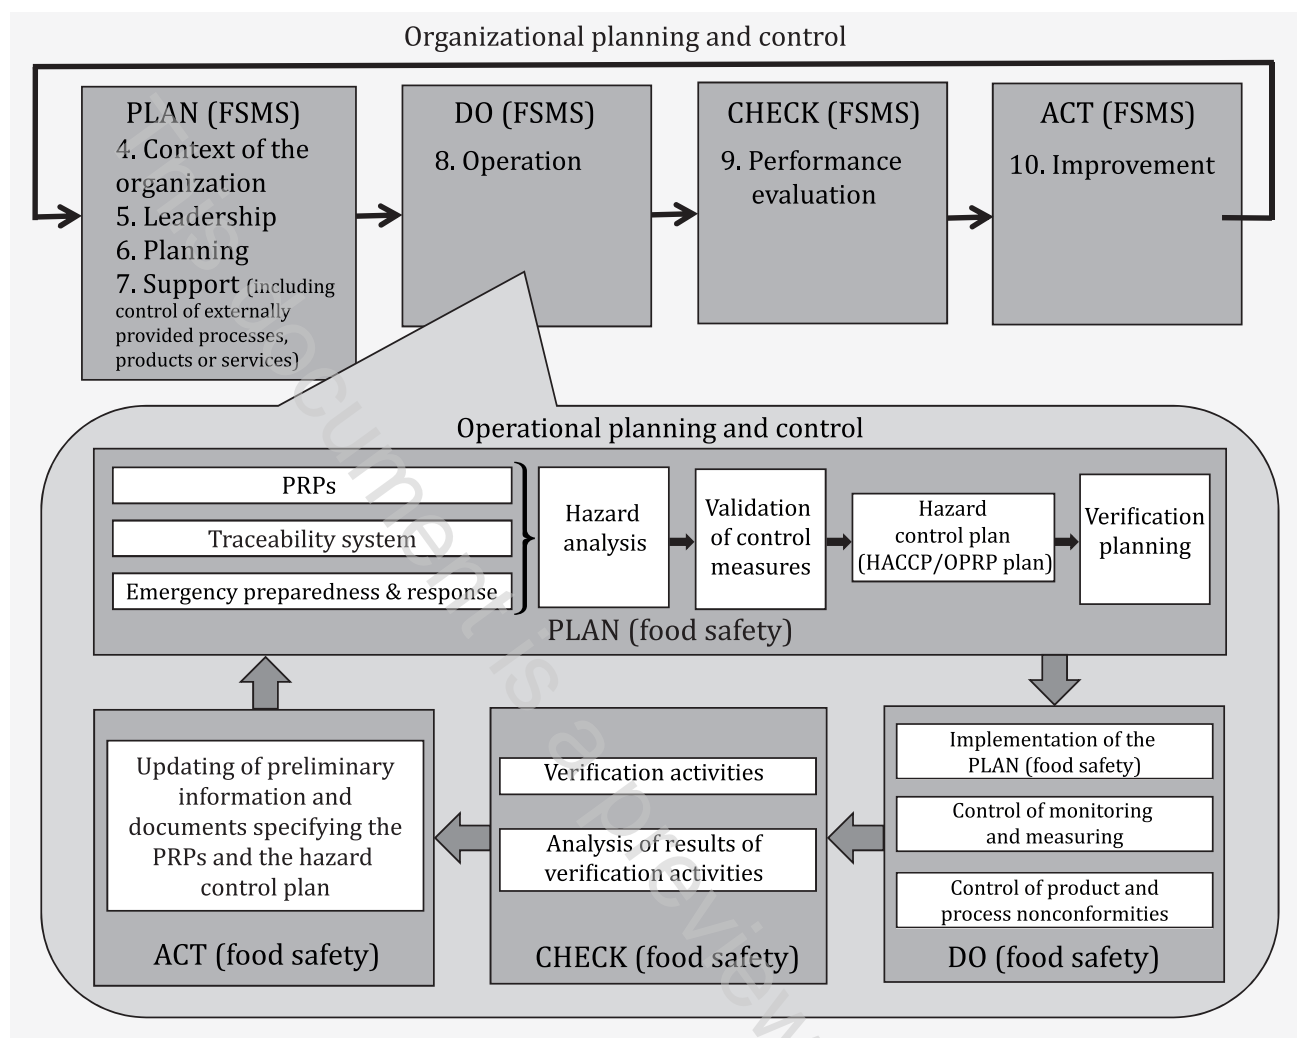 Organizational planning and control
PLAN (FSMS)
4. Context of the
organization
5. Leadership
6. Planning
7. Support (including
control of externally
provided processes,
products or services)
DO (FSMS)
8. Operation
CHECK (FSMS)
9. Performance
evaluation
ACT (FSMS)
10. Improvement
Operational planning and control
PRPs
Traceability system
Emergency preparedness & response
Hazard
analysis
Validation
of control
measures
Hazard
control plan
(HACCP/OPRP plan)
Verification
planning
PLAN (food safety)
Updating of preliminary
information and
documents specifying the
PRPs and the hazard
control plan
ACT (food safety)
Verification activities
Analysis of results of
verification activities
CHECK (food safety)
Implementation of the
PLAN (food safety)
Control of monitoring
and measuring
Control of product and
process nonconformities
DO (food safety)
This document is a preview